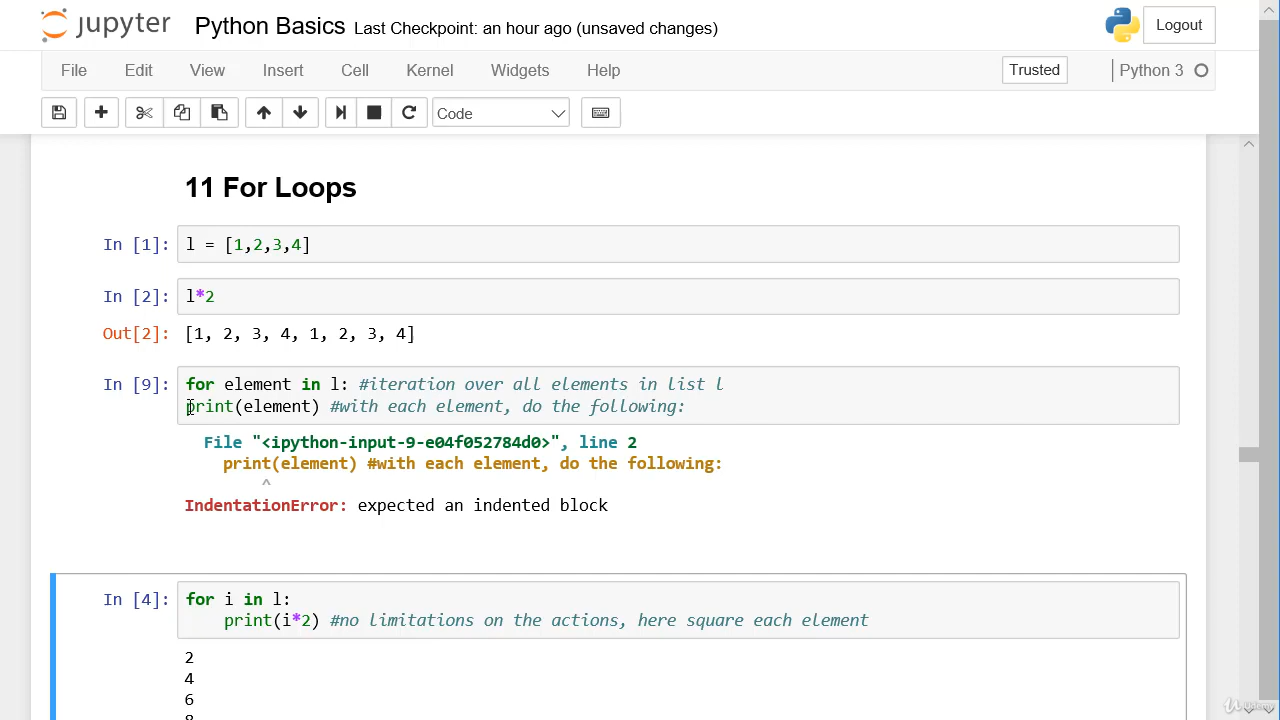 jupyter Python Basics Last Checkpoint: an hour ago (unsaved changes) Logout
File Edit View Insert Cell Kernel Widgets Help Trusted Python 3
Code
11 For Loops
In [1]: l = [1,2,3,4]
In [2]: l*2
Out[2]: [1, 2, 3, 4, 1, 2, 3, 4]
In [9]: for element in l: #iteration over all elements in list l
print(element) #with each element, do the following:
File "<ipython-input-9-e04f052784d0>", line 2
print(element) #with each element, do the following:
^
IndentationError: expected an indented block
In [4]: for i in l:
print(i*2) #no limitations on the actions, here square each element
2
4
6
8
Udemy